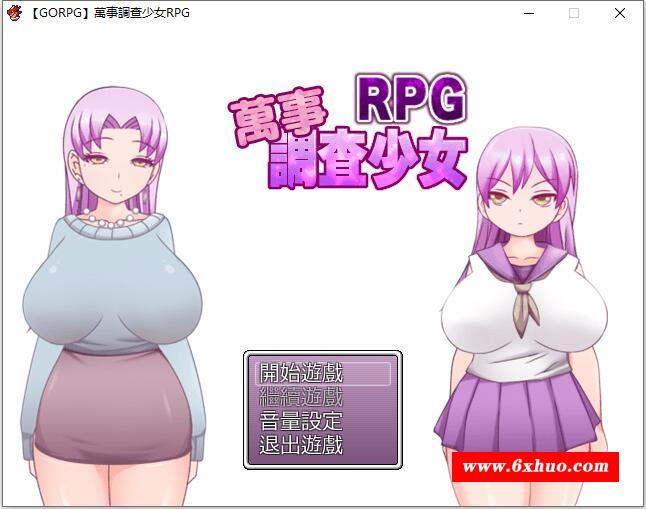 【GORPG】萬事調查少女RPG
萬事 RPG
調査少女
開始遊戲
繼續遊戲
音量設定
退出遊戲
www.6xhuo.com